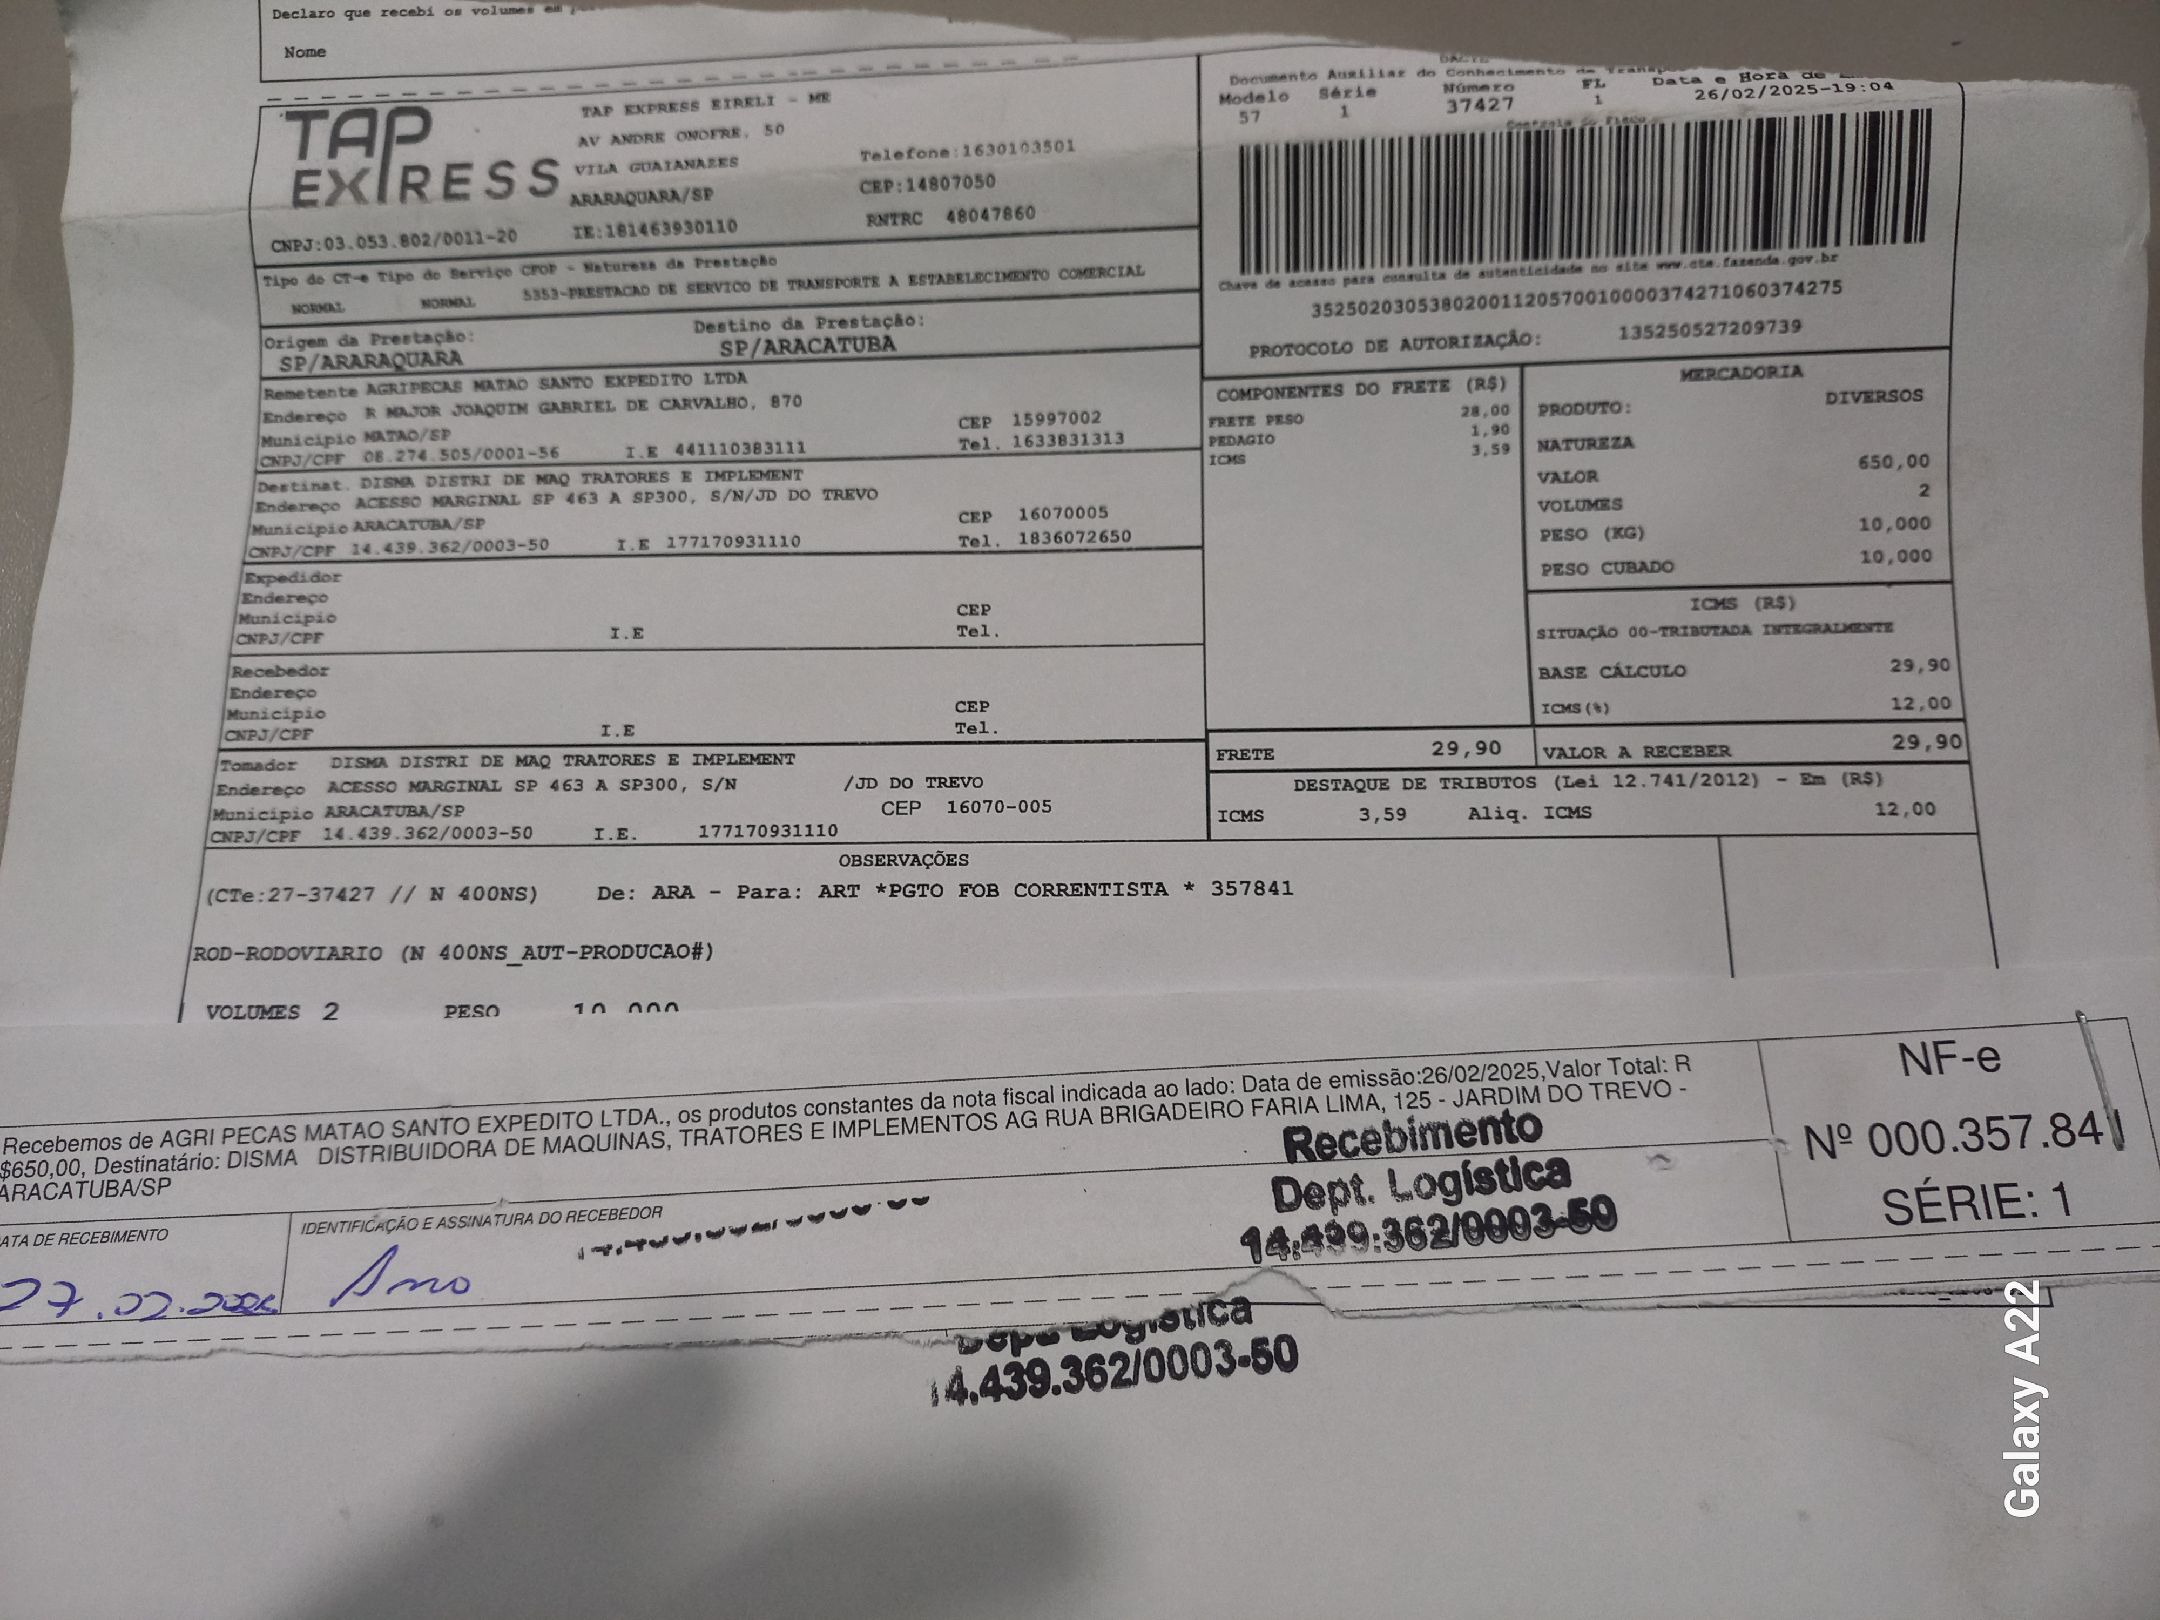 Declaro que recebi os volumes em
Nome
TAP
EXPRESS
TAP EXPRESS EIRELI - ME
AV ANDRE ONOFRE, 50
VILA GUAIANAZES
Telefone:1630103501
ARARAQUARA/SP
CEP:14807050
CNPJ:03.053.802/0011-20
IE:181463930110
RNTRC 48047860
Documento Auxiliar do Conhecimento de
Modelo Série Número FL Data e Hora de
57 1 37427 1 26/02/2025-19:04
Controle do Fisco
Chave de acesso para consulta de autenticidade no site www.cte.fazenda.gov.br
35250203053802001120570010000374271060374275
PROTOCOLO DE AUTORIZAÇÃO: 135250527209739
Tipo do CT-e Tipo do Serviço CFOP - Natureza da Prestação
NORMAL NORMAL 5353-PRESTACAO DE SERVICO DE TRANSPORTE A ESTABELECIMENTO COMERCIAL
Origem da Prestação: Destino da Prestação:
SP/ARARAQUARA SP/ARACATUBA
Remetente AGRIPECAS MATAO SANTO EXPEDITO LTDA
Endereço R MAJOR JOAQUIM GABRIEL DE CARVALHO, 870
Municipio MATAO/SP CEP 15997002
CNPJ/CPF 08.274.505/0001-56 I.E 441110383111 Tel. 1633831313
Destinat. DISMA DISTRI DE MAQ TRATORES E IMPLEMENT
Endereço ACESSO MARGINAL SP 463 A SP300, S/N/JD DO TREVO
Municipio ARACATUBA/SP CEP 16070005
CNPJ/CPF 14.439.362/0003-50 I.E 177170931110 Tel. 1836072650
Expedidor
Endereço
Municipio CEP
CNPJ/CPF I.E Tel.
Recebedor
Endereço
Municipio CEP
CNPJ/CPF I.E Tel.
Tomador DISMA DISTRI DE MAQ TRATORES E IMPLEMENT
Endereço ACESSO MARGINAL SP 463 A SP300, S/N /JD DO TREVO
Municipio ARACATUBA/SP CEP 16070-005
CNPJ/CPF 14.439.362/0003-50 I.E. 177170931110
COMPONENTES DO FRETE (R$)
FRETE PESO 28,00
PEDAGIO 1,90
ICMS 3,59
MERCADORIA
PRODUTO: DIVERSOS
NATUREZA
VALOR 650,00
VOLUMES 2
PESO (KG) 10,000
PESO CUBADO 10,000
ICMS (R$)
SITUAÇÃO 00-TRIBUTADA INTEGRALMENTE
BASE CÁLCULO 29,90
ICMS(%) 12,00
FRETE 29,90 VALOR A RECEBER 29,90
DESTAQUE DE TRIBUTOS (Lei 12.741/2012) - Em (R$)
ICMS 3,59 Aliq. ICMS 12,00
OBSERVAÇÕES
(CTe:27-37427 // N 400NS) De: ARA - Para: ART *PGTO FOB CORRENTISTA * 357841
ROD-RODOVIARIO (N 400NS_AUT-PRODUCAO#)
VOLUMES 2 PESO 10,000
Recebemos de AGRI PECAS MATAO SANTO EXPEDITO LTDA., os produtos constantes da nota fiscal indicada ao lado: Data de emissão:26/02/2025,Valor Total: R
$650,00, Destinatário: DISMA DISTRIBUIDORA DE MAQUINAS, TRATORES E IMPLEMENTOS AG RUA BRIGADEIRO FARIA LIMA, 125 - JARDIM DO TREVO -
ARACATUBA/SP
NF-e
Nº 000.357.841
SÉRIE: 1
Recebimento
Dept. Logística
14.439.362/0003-50
ATA DE RECEBIMENTO
IDENTIFICAÇÃO E ASSINATURA DO RECEBEDOR
Logística
14.439.362/0003-50
Galaxy A22